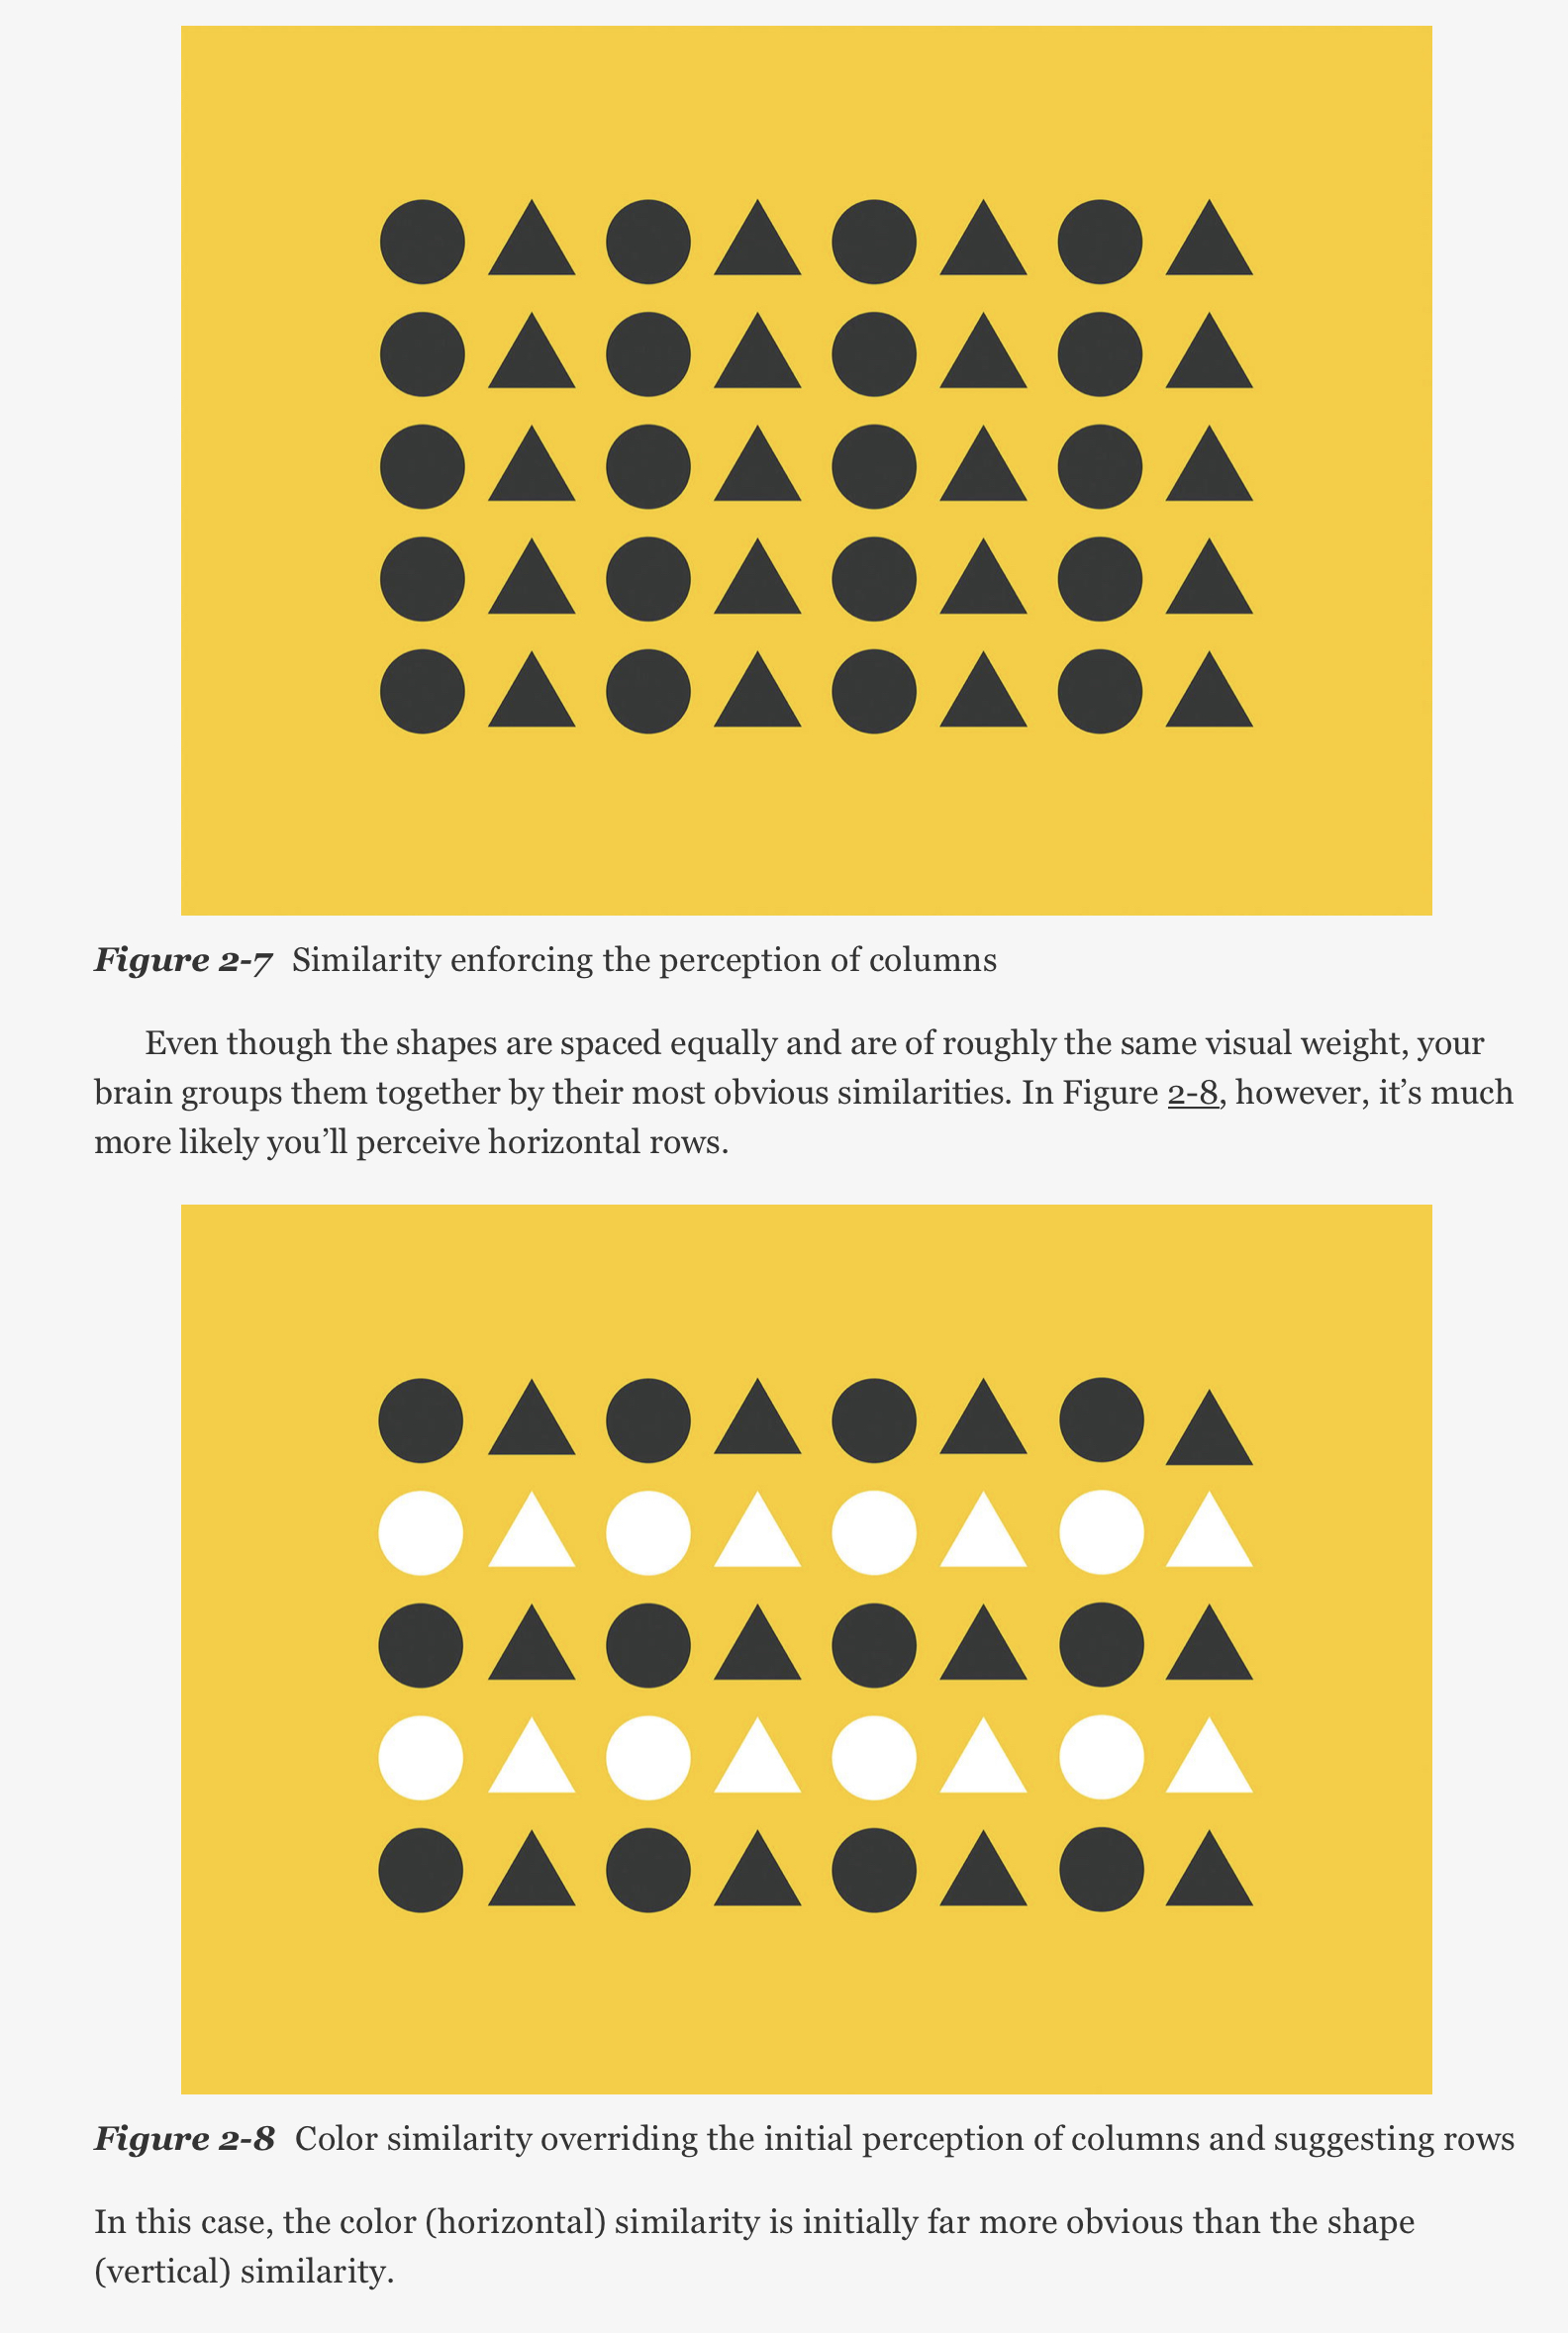 Figure 2-7 Similarity enforcing the perception of columns
Even though the shapes are spaced equally and are of roughly the same visual weight, your
brain groups them together by their most obvious similarities. In Figure 2-8, however, it’s much
more likely you’ll perceive horizontal rows.
Figure 2-8 Color similarity overriding the initial perception of columns and suggesting rows
In this case, the color (horizontal) similarity is initially far more obvious than the shape
(vertical) similarity.